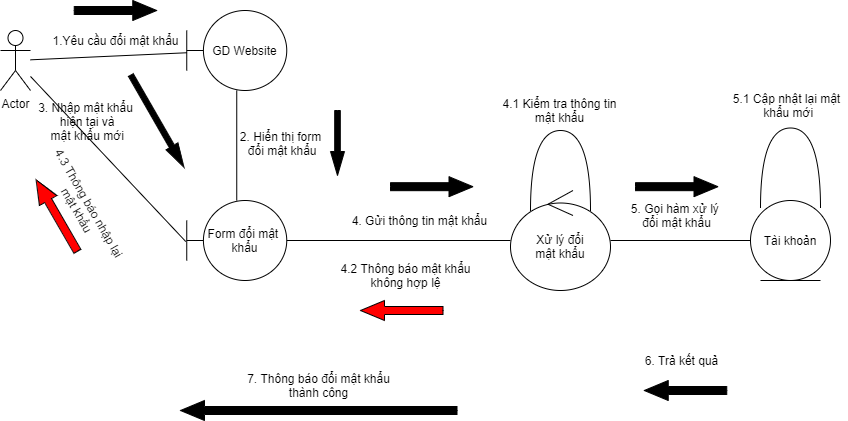 1.Yêu cầu đổi mật khẩu
GD Website
Actor
3. Nhập mật khẩu
hiện tại và
mật khẩu mới
2. Hiển thị form
đổi mật khẩu
4.3 Thông báo nhập lại
mật khẩu
Form đổi mật
khẩu
4. Gửi thông tin mật khẩu
4.1 Kiểm tra thông tin
mật khẩu
Xử lý đổi
mật khẩu
4.2 Thông báo mật khẩu
không hợp lệ
5. Gọi hàm xử lý
đổi mật khẩu
5.1 Cập nhật lại mật
khẩu mới
Tài khoản
6. Trả kết quả
7. Thông báo đổi mật khẩu
thành công